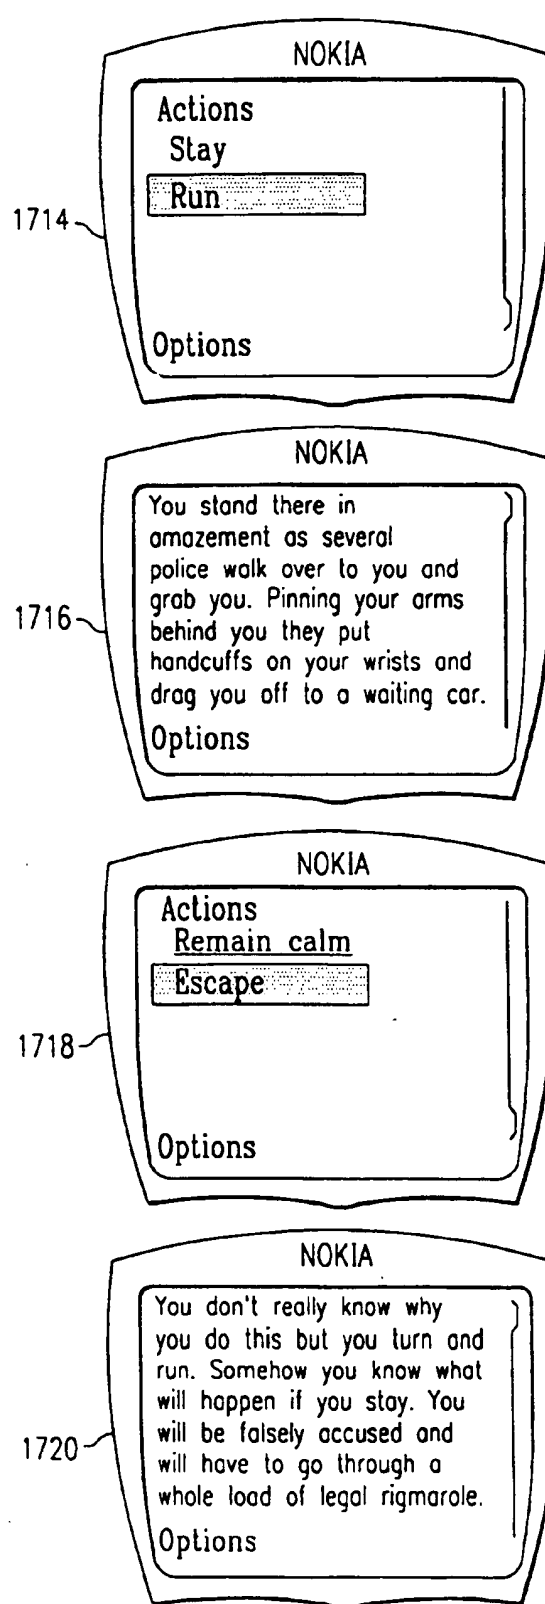 NOKIA
Actions
Stay
Run
1714
Options
NOKIA
You stand there in
amazement as several
police walk over to you and
grab you. Pinning your arms
1716
behind you they put
handcuffs on your wrists and
drag you off to a waiting car.
Options
NOKIA
Actions
Remain calm
Escape
1718
Options
NOKIA
You don't really know why
you do this but you turn and
run. Somehow you know what
will happen if you stay. You
will be falsely accused and
1720
will have to go through a
whole load of legal rigmarole.
Options